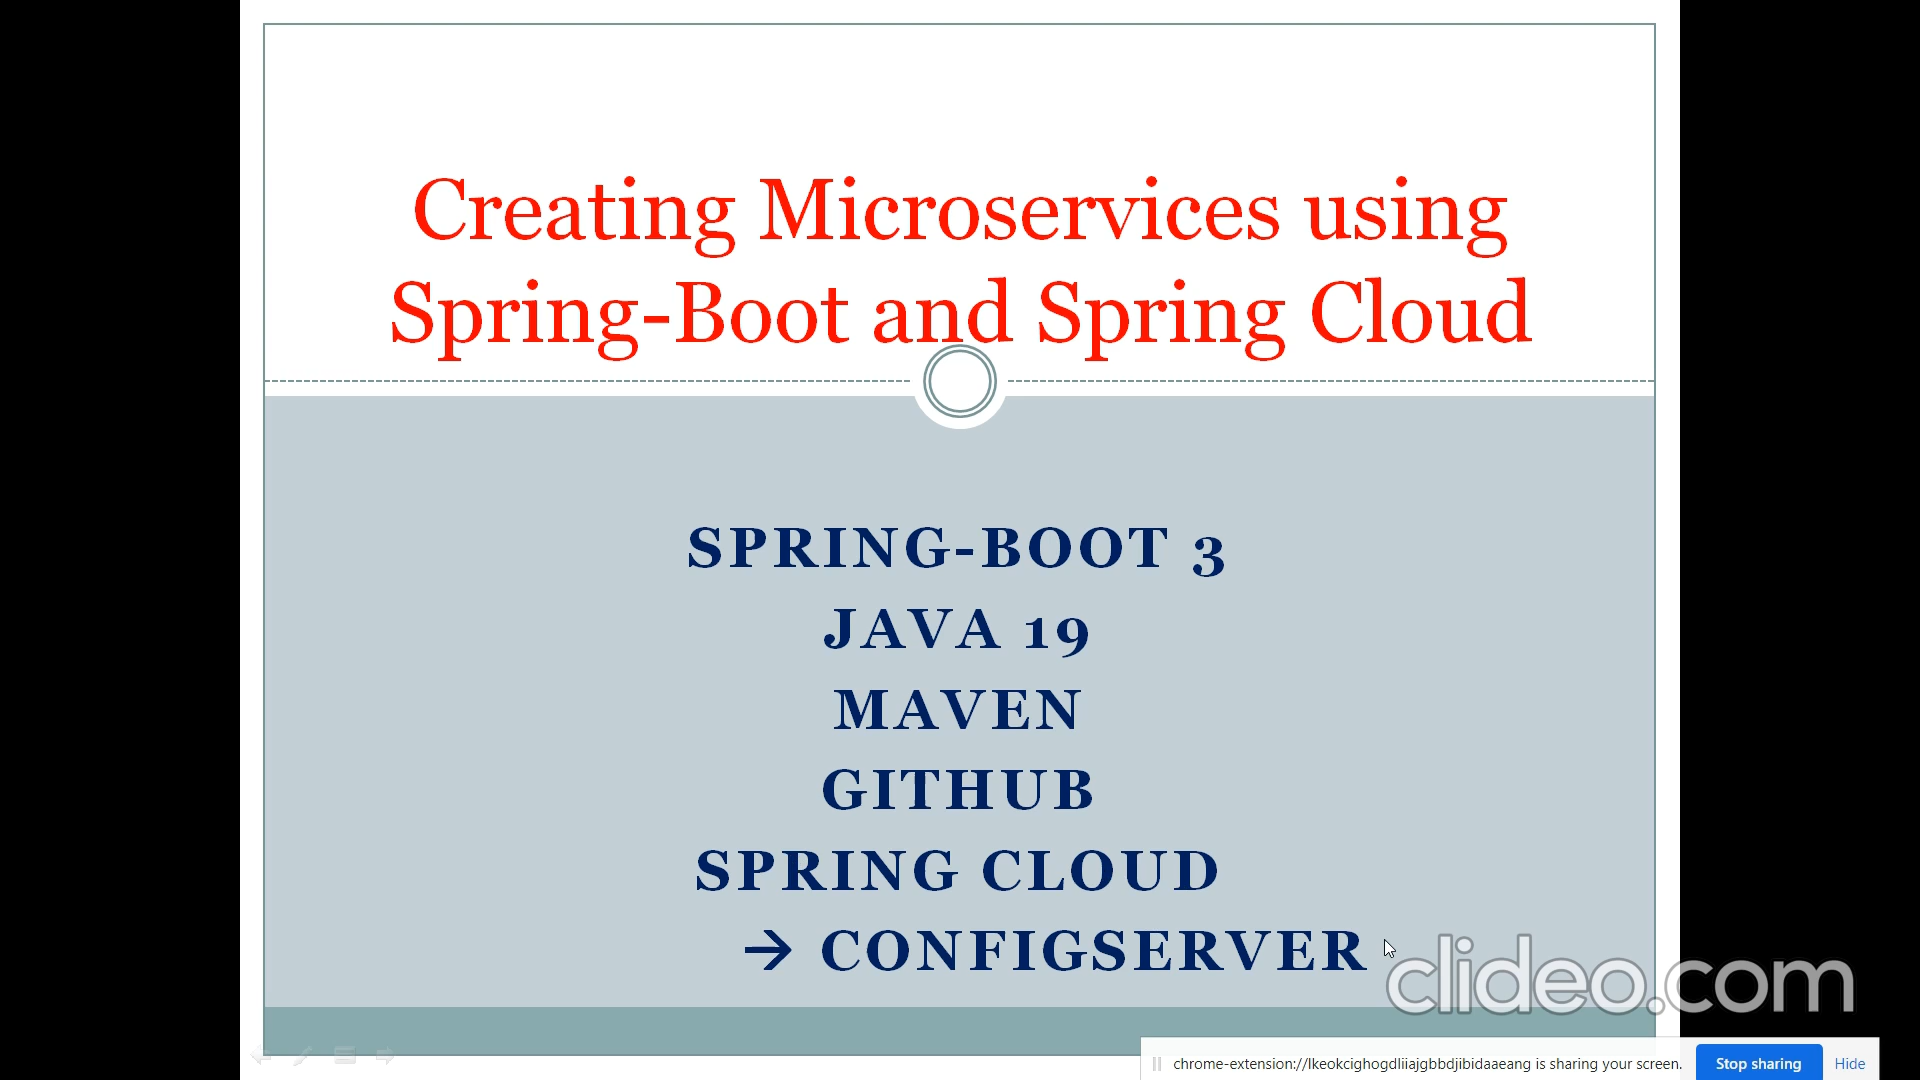 Creating Microservices using
Spring-Boot and Spring Cloud
SPRING-BOOT 3
JAVA 19
MAVEN
GITHUB
SPRING CLOUD
→ CONFIGSERVER
clideo.com
chrome-extension://lkeokcighogdliiajgbbdjibidaaeang is sharing your screen.
Stop sharing
Hide